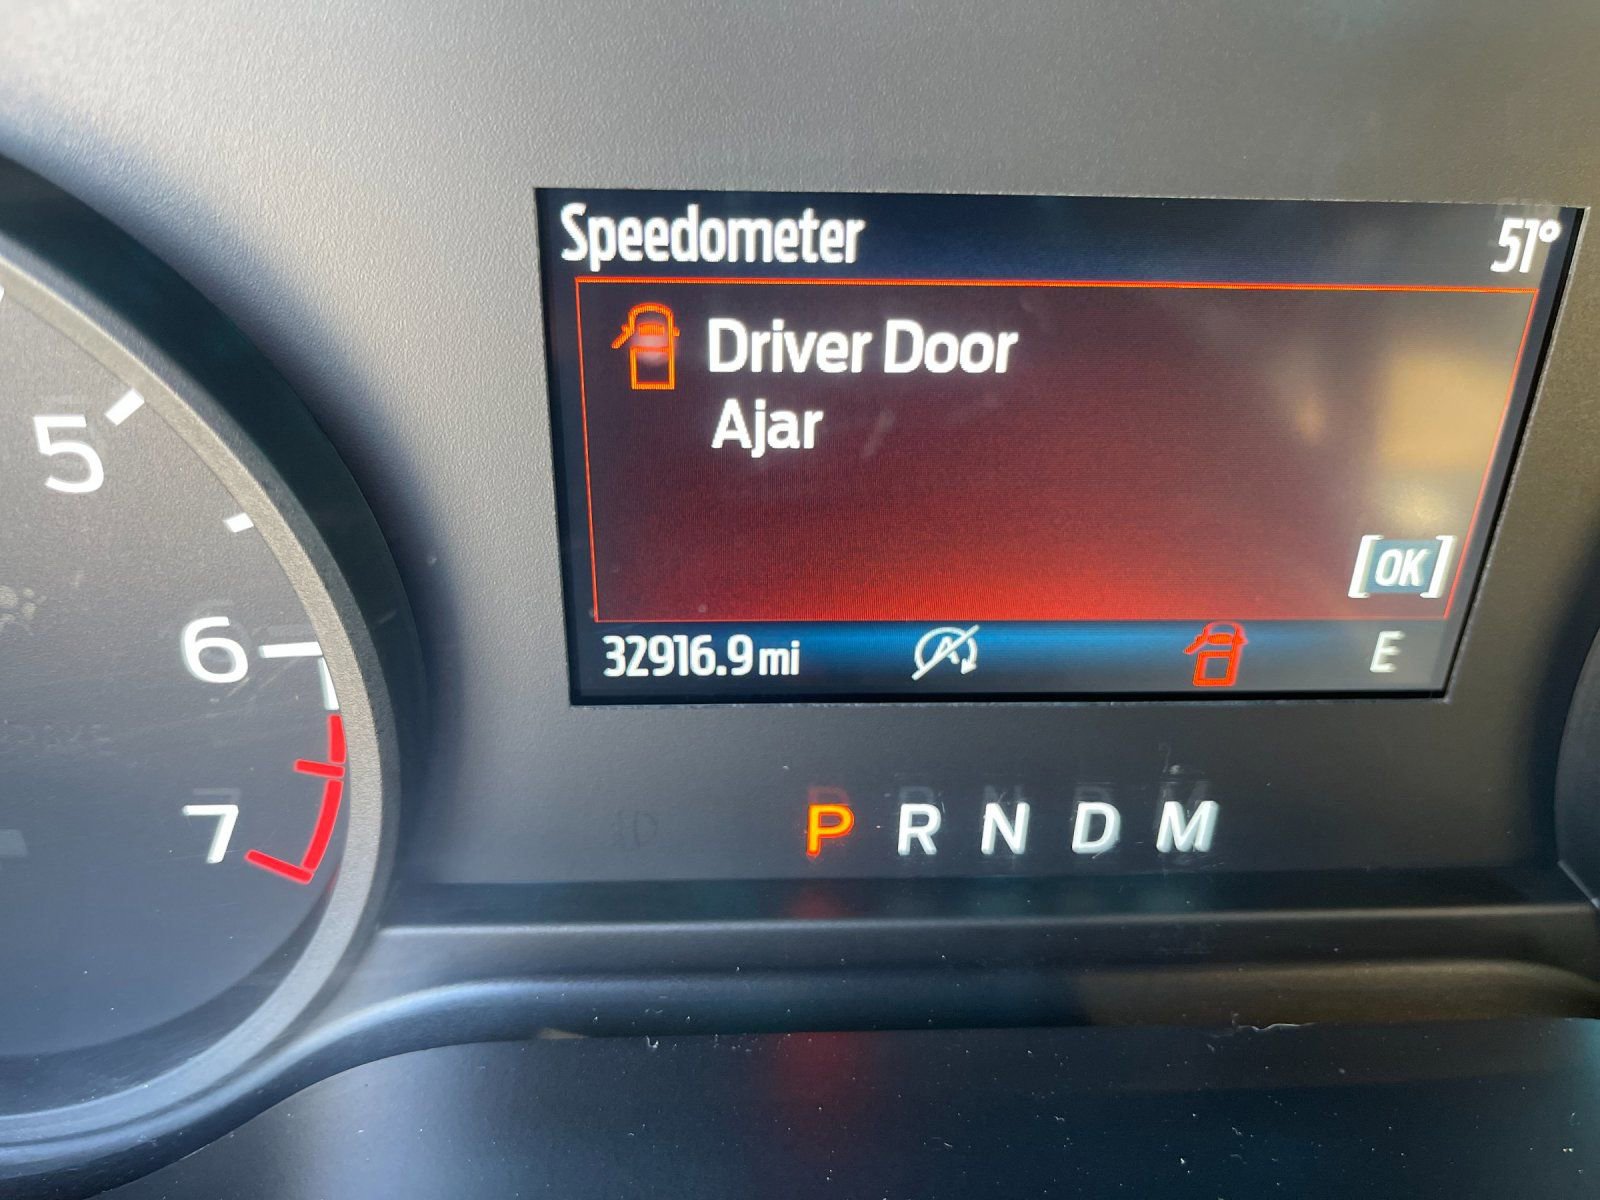 Speedometer 51°
Driver Door
Ajar
[OK]
32916.9 mi A E
5
6
7
P R N D M